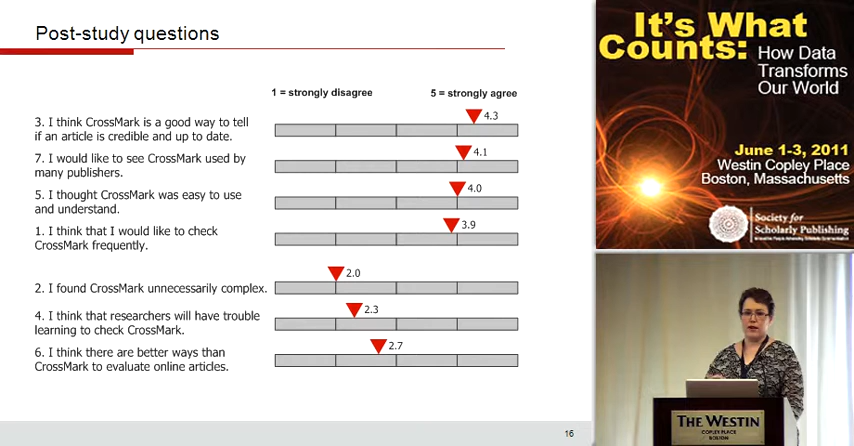 Post-study questions
1 = strongly disagree
5 = strongly agree
3. I think CrossMark is a good way to tell
if an article is credible and up to date.
4.3
7. I would like to see CrossMark used by
many publishers.
4.1
5. I thought CrossMark was easy to use
and understand.
4.0
1. I think that I would like to check
CrossMark frequently.
3.9
2. I found CrossMark unnecessarily complex.
2.0
4. I think that researchers will have trouble
learning to check CrossMark.
2.3
6. I think there are better ways than
CrossMark to evaluate online articles.
2.7
16
It's What
Counts: How Data
Transforms
Our World
June 1-3, 2011
Westin Copley Place
Boston, Massachusetts
Society for
Scholarly Publishing
THE WESTIN
COPLEY PLACE
BOSTON